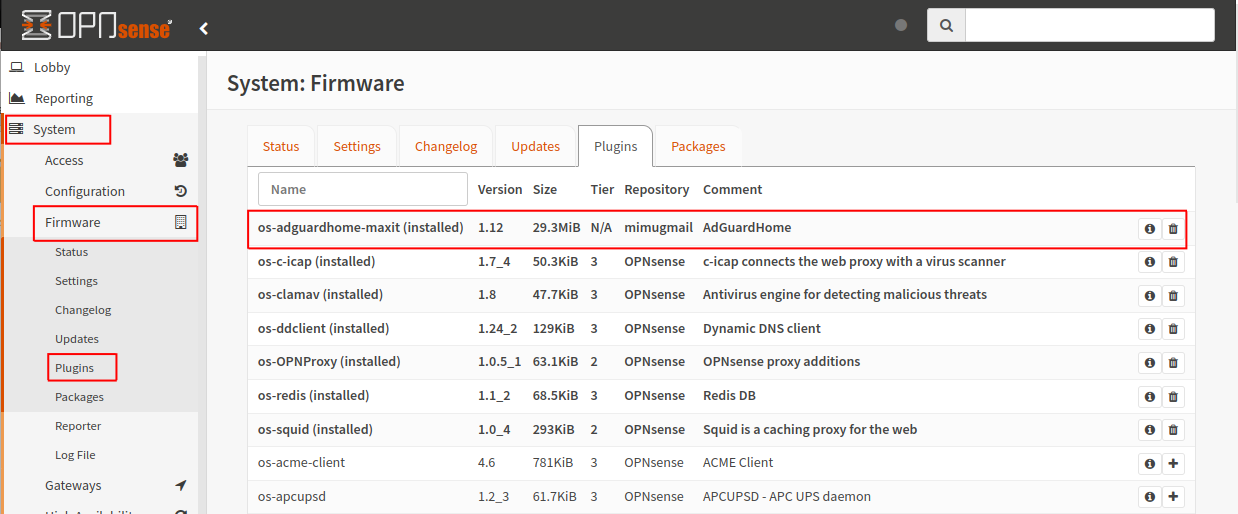 OPNsense
Lobby
Reporting
System
Access
Configuration
Firmware
Status
Settings
Changelog
Updates
Plugins
Packages
Reporter
Log File
Gateways
High Availability
System: Firmware
Status Settings Changelog Updates Plugins Packages
Name Version Size Tier Repository Comment
os-adguardhome-maxit (installed) 1.12 29.3MiB N/A mimugmail AdGuardHome
os-c-icap (installed) 1.7_4 50.3KiB 3 OPNsense c-icap connects the web proxy with a virus scanner
os-clamav (installed) 1.8 47.7KiB 3 OPNsense Antivirus engine for detecting malicious threats
os-ddclient (installed) 1.24_2 129KiB 3 OPNsense Dynamic DNS client
os-OPNProxy (installed) 1.0.5_1 63.1KiB 2 OPNsense OPNsense proxy additions
os-redis (installed) 1.1_2 68.5KiB 3 OPNsense Redis DB
os-squid (installed) 1.0_4 293KiB 2 OPNsense Squid is a caching proxy for the web
os-acme-client 4.6 781KiB 3 OPNsense ACME Client
os-apcupsd 1.2_3 61.7KiB 3 OPNsense APCUPSD - APC UPS daemon